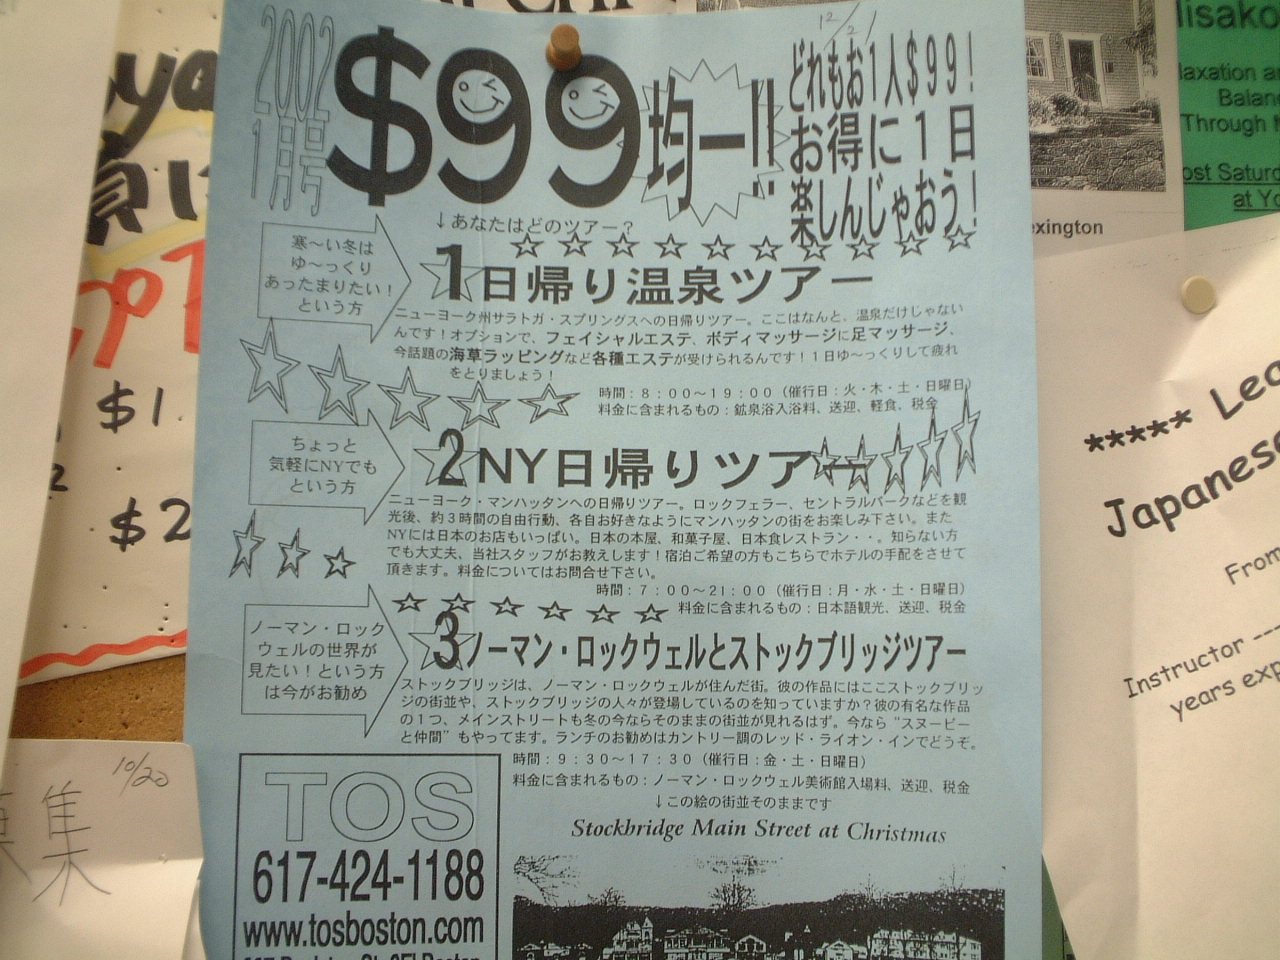 2002
1月号
$99均一!!
12/21
どれもお1人$99!
お得に1日
楽しんじゃおう!
↓あなたはどのツアー?
寒〜い冬は
ゆ〜っくり
あったまりたい!
という方
1日帰り温泉ツアー
ニューヨーク州サラトガ・スプリングスへの日帰りツアー。ここはなんと、温泉だけじゃない
んです!オプションで、フェイシャルエステ、ボディマッサージに足マッサージ、
今話題の海草ラッピングなど各種エステが受けられるんです!1日ゆ〜っくりして疲れ
をとりましょう!
時間:8:00〜19:00(催行日:火・木・土・日曜日)
料金に含まれるもの:鉱泉浴入浴料、送迎、軽食、税金
ちょっと
気軽にNYでも
という方
2NY日帰りツアー
ニューヨーク・マンハッタンへの日帰りツアー。ロックフェラー、セントラルパークなどを観
光後、約3時間の自由行動、各自お好きなようにマンハッタンの街をお楽しみ下さい。また
NYには日本のお店もいっぱい。日本の本屋、和菓子屋、日本食レストラン・・。知らない方
でも大丈夫、当社スタッフがお教えします!宿泊ご希望の方もこちらでホテルの手配をさせて
頂きます。料金についてはお問合せ下さい。
時間:7:00〜21:00(催行日:月・水・土・日曜日)
料金に含まれるもの:日本語観光、送迎、税金
ノーマン・ロック
ウェルの世界が
見たい!という方
は今がお勧め
3ノーマン・ロックウェルとストックブリッジツアー
ストックブリッジは、ノーマン・ロックウェルが住んだ街。彼の作品にはここストックブリッ
ジの街並や、ストックブリッジの人々が登場しているのを知っていますか?彼の有名な作品
の1つ、メインストリートも冬の今ならそのままの街並が見れるはず。今なら“スヌーピー
と仲間”もやってます。ランチのお勧めはカントリー調のレッド・ライオン・インでどうぞ。
時間:9:30〜17:30(催行日:金・土・日曜日)
料金に含まれるもの:ノーマン・ロックウェル美術館入場料、送迎、税金
↓この絵の街並そのままです
Stockbridge Main Street at Christmas
TOS
617-424-1188
www.tosboston.com
$1
$2
10/20
集
xington
lisako
laxation a
Balan
Through
ost Saturd
at Yo
***** Lea
Japanese
From
Instructor ---
years exp